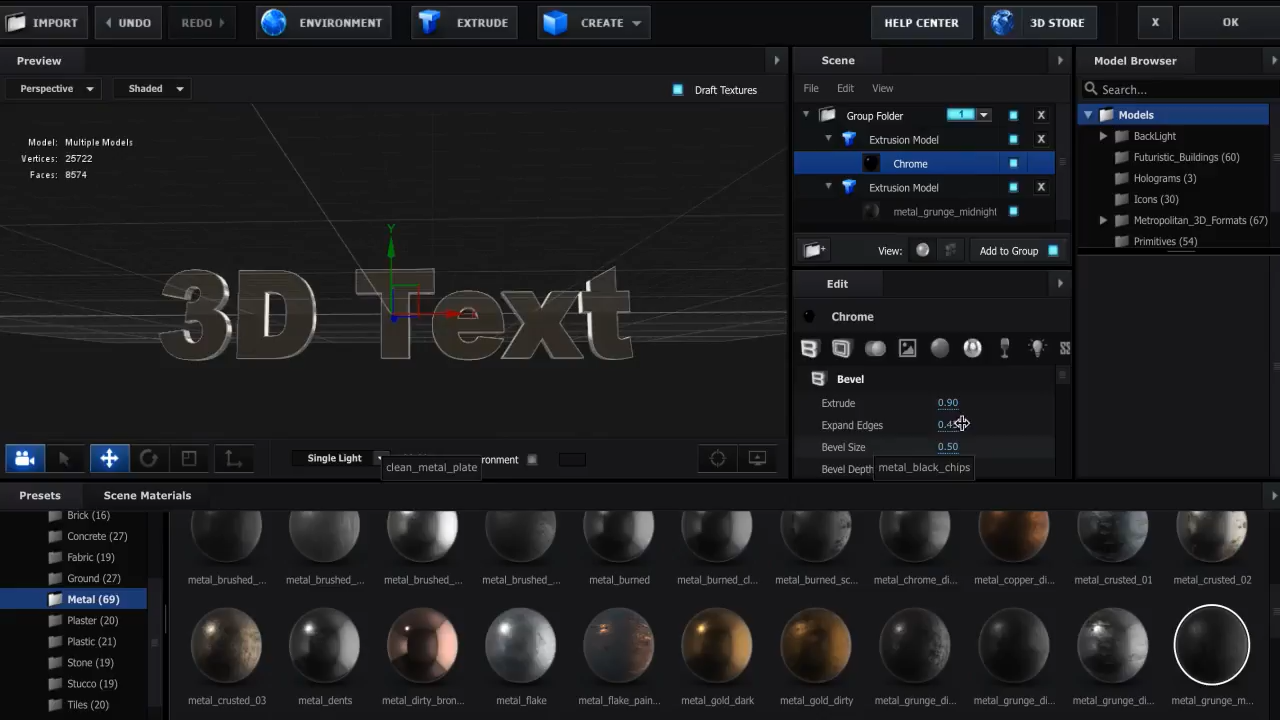 IMPORT
UNDO
REDO
ENVIRONMENT
EXTRUDE
CREATE
HELP CENTER
3D STORE
X
OK
Preview
Perspective
Shaded
Draft Textures
Model: Multiple Models
Vertices: 25722
Faces: 8574
Y
3D Text
Single Light
clean_metal_plate
Scene
File Edit View
Group Folder 1 X
Extrusion Model X
Chrome
Extrusion Model X
metal_grunge_midnight
View: Add to Group
Edit
Chrome
Bevel
Extrude 0.90
Expand Edges
Bevel Size 0.50
Bevel Depth
metal_black_chips
Model Browser
Search...
Models
BackLight
Futuristic_Buildings (60)
Holograms (3)
Icons (30)
Metropolitan_3D_Formats (67)
Primitives (54)
Presets
Scene Materials
Brick (16)
Concrete (27)
Fabric (19)
Ground (27)
Metal (69)
Plaster (20)
Plastic (21)
Stone (19)
Stucco (19)
Tiles (20)
metal_brushed_... metal_brushed_... metal_brushed_... metal_brushed_... metal_burned metal_burned_cl... metal_burned_sc... metal_chrome_di... metal_copper_di... metal_crusted_01 metal_crusted_02
metal_crusted_03 metal_dents metal_dirty_bron... metal_flake metal_flake_pain... metal_gold_dark metal_gold_dirty metal_grunge_di... metal_grunge_di... metal_grunge_di... metal_grunge_m...